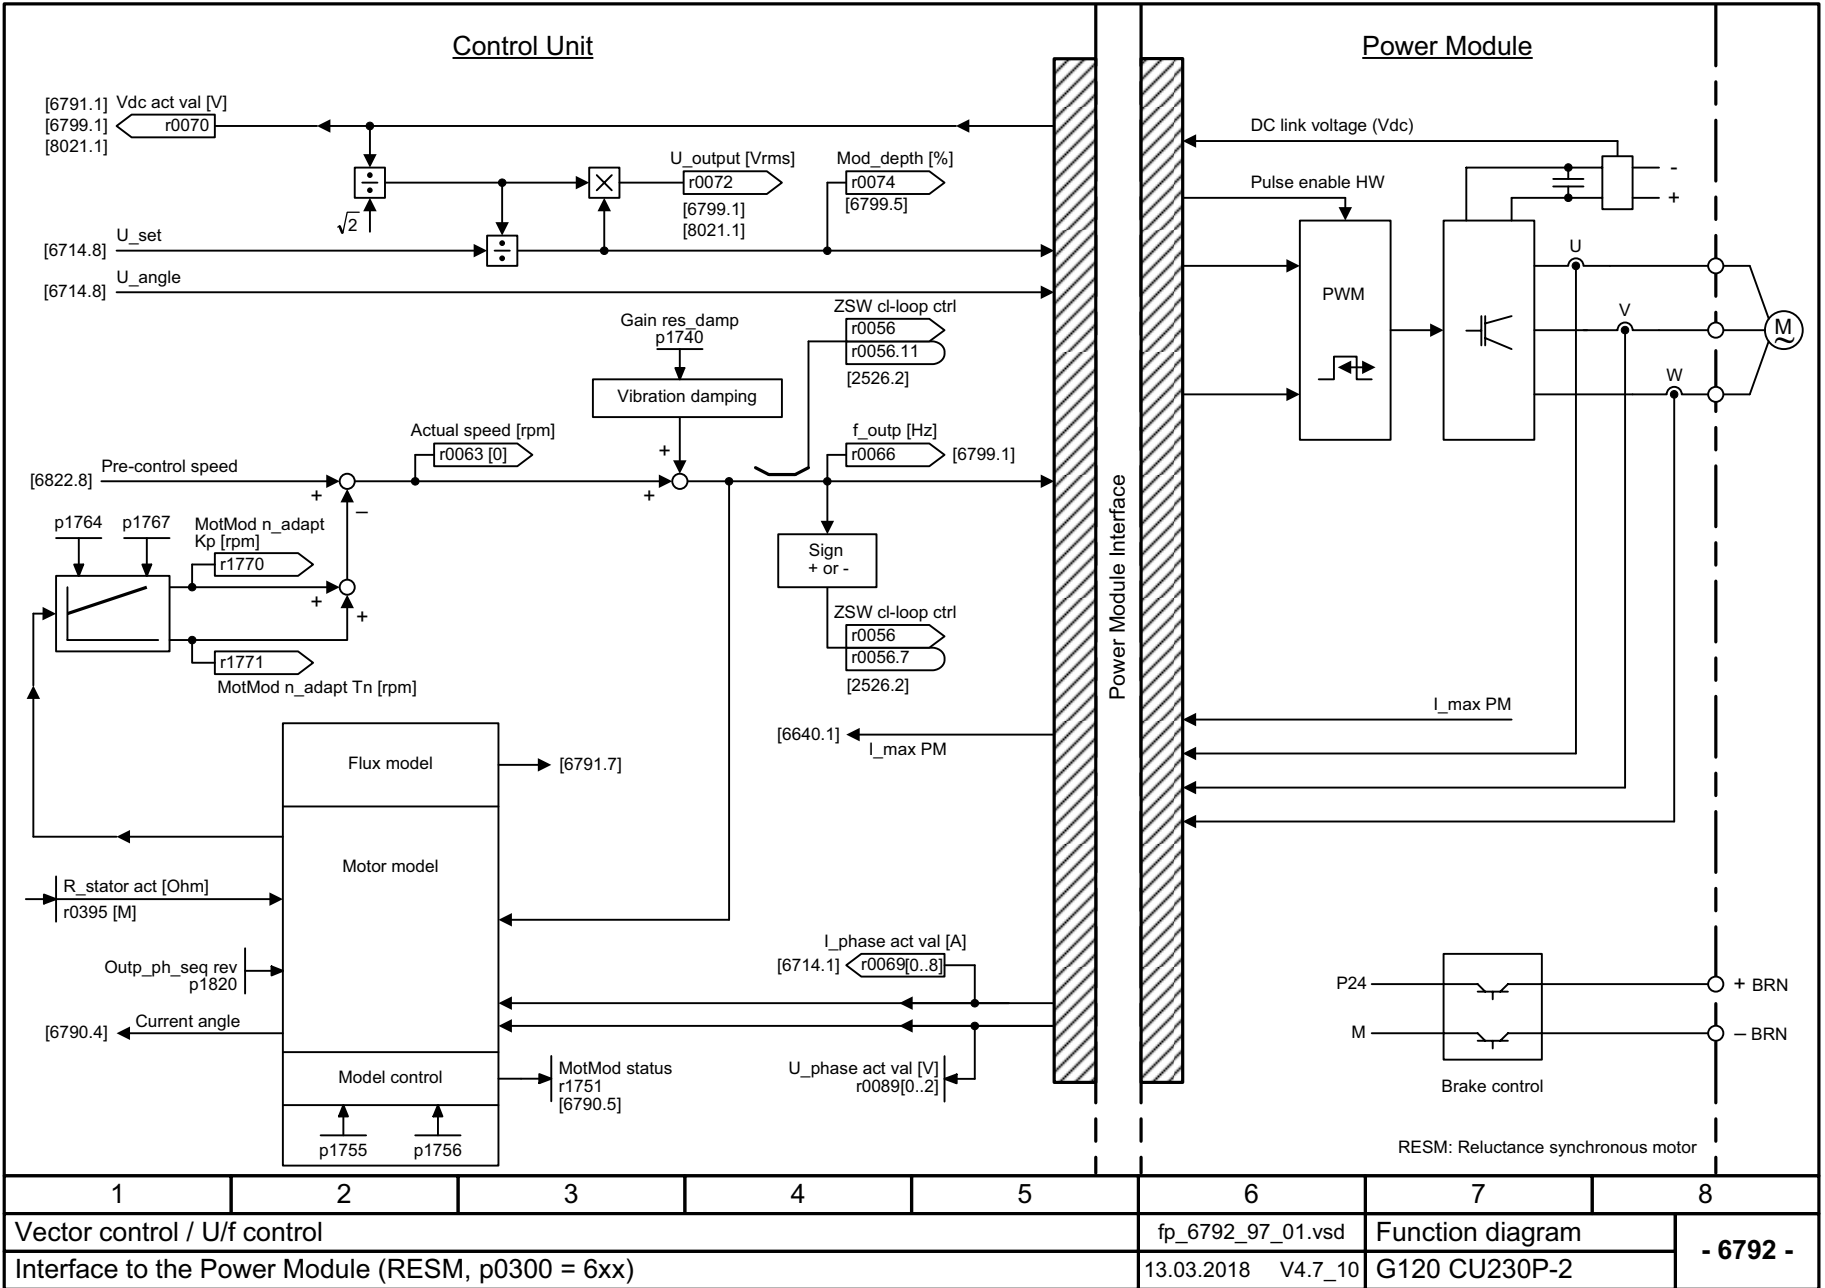 Control Unit
Power Module
[6791.1] Vdc act val [V]
[6799.1] r0070
[8021.1]
DC link voltage (Vdc)
U_output [Vrms]
r0072
[6799.1]
[8021.1]
Mod_depth [%]
r0074
[6799.5]
÷
×
√2
Pulse enable HW
-
+
U_set
[6714.8]
÷
U_angle
[6714.8]
U
V
W
PWM
M
~
ZSW cl-loop ctrl
r0056
r0056.11
[2526.2]
Gain res_damp
p1740
Vibration damping
Actual speed [rpm]
r0063 [0]
f_outp [Hz]
r0066 [6799.1]
Pre-control speed
[6822.8]
+
–
+
+
p1764 p1767
MotMod n_adapt
Kp [rpm]
r1770
+
+
r1771
MotMod n_adapt Tn [rpm]
Sign
+ or -
ZSW cl-loop ctrl
r0056
r0056.7
[2526.2]
Power Module Interface
I_max PM
[6640.1]
I_max PM
Flux model
[6791.7]
Motor model
R_stator act [Ohm]
r0395 [M]
Outp_ph_seq rev
p1820
Current angle
[6790.4]
I_phase act val [A]
[6714.1] r0069[0..8]
U_phase act val [V]
r0089[0..2]
Model control
MotMod status
r1751
[6790.5]
p1755 p1756
P24
+ BRN
M
– BRN
Brake control
RESM: Reluctance synchronous motor
1 2 3 4 5 6 7 8
Vector control / U/f control
fp_6792_97_01.vsd
Function diagram
- 6792 -
Interface to the Power Module (RESM, p0300 = 6xx)
13.03.2018 V4.7_10
G120 CU230P-2